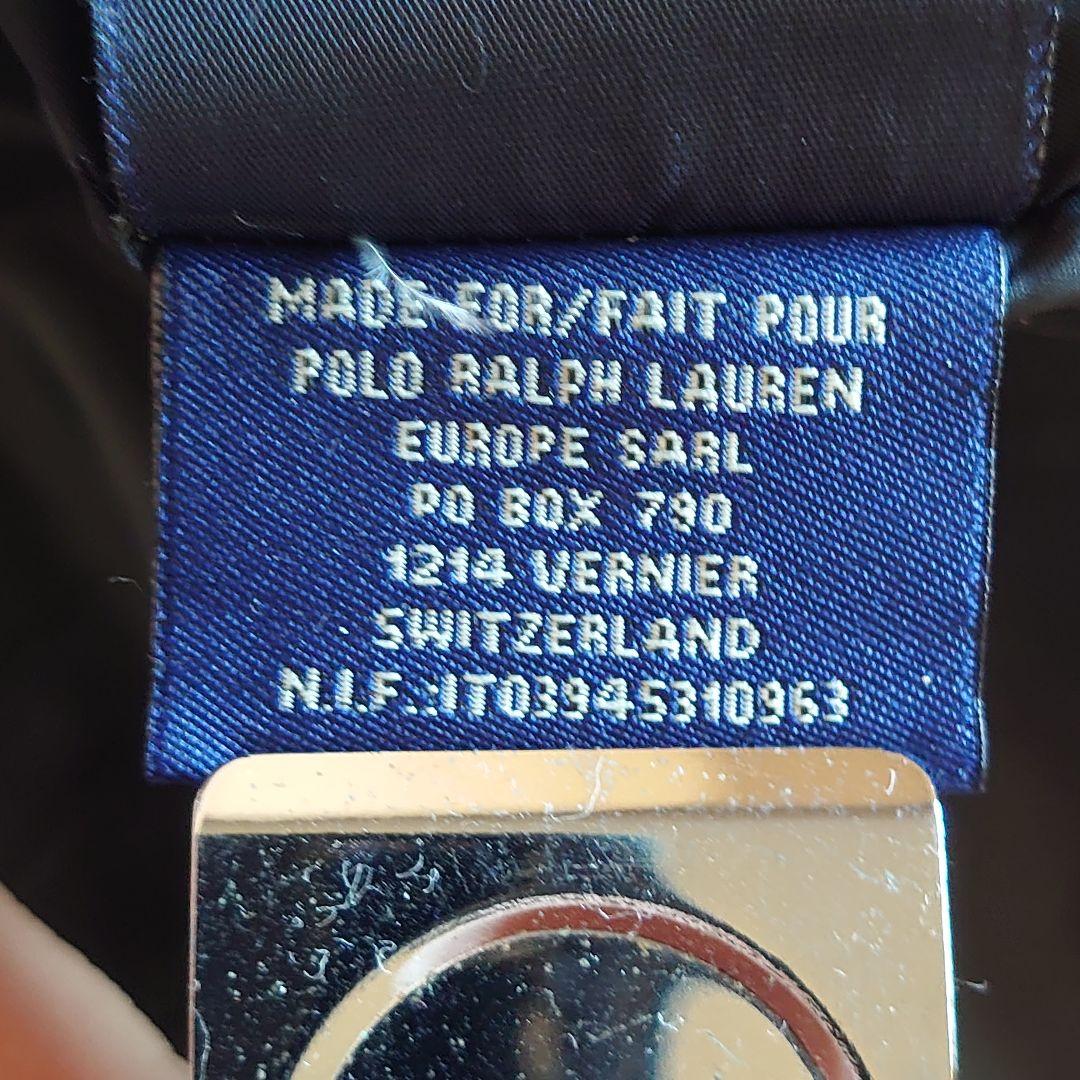 MADE FOR/FAIT POUR
POLO RALPH LAUREN
EUROPE SARL
PO BOX 790
1214 VERNIER
SWITZERLAND
N.I.F.:IT03945310963